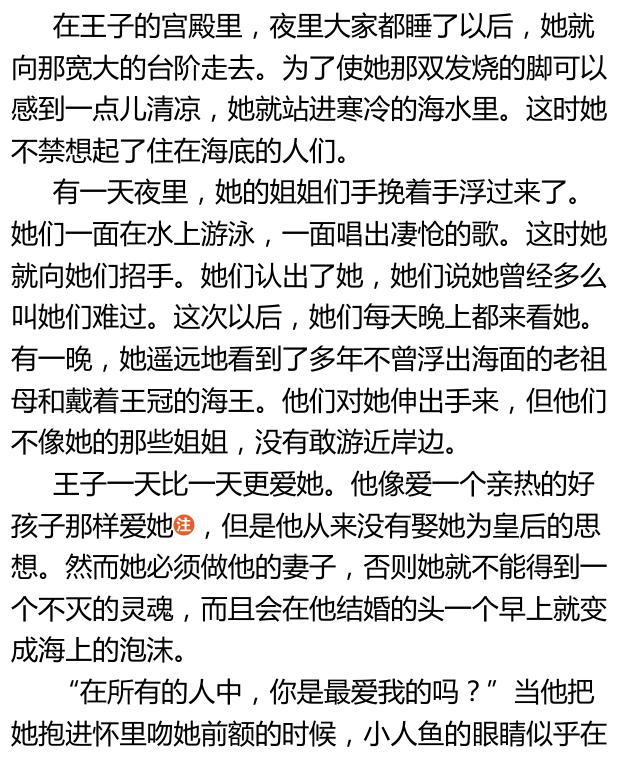 在王子的宫殿里，夜里大家都睡了以后，她就
向那宽大的台阶走去。为了使她那双发烧的脚可以
感到一点儿清凉，她就站进寒冷的海水里。这时她
不禁想起了住在海底的人们。
有一天夜里，她的姐姐们手挽着手浮过来了。
她们一面在水上游泳，一面唱出凄怆的歌。这时她
就向她们招手。她们认出了她，她们说她曾经多么
叫她们难过。这次以后，她们每天晚上都来看她。
有一晚，她遥远地看到了多年不曾浮出海面的老祖
母和戴着王冠的海王。他们对她伸出手来，但他们
不像她的那些姐姐，没有敢游近岸边。
王子一天比一天更爱她。他像爱一个亲热的好
孩子那样爱她注，但是他从来没有娶她为皇后的思
想。然而她必须做他的妻子，否则她就不能得到一
个不灭的灵魂，而且会在他结婚的头一个早上就变
成海上的泡沫。
“在所有的人中，你是最爱我的吗？”当他把
她抱进怀里吻她前额的时候，小人鱼的眼睛似乎在